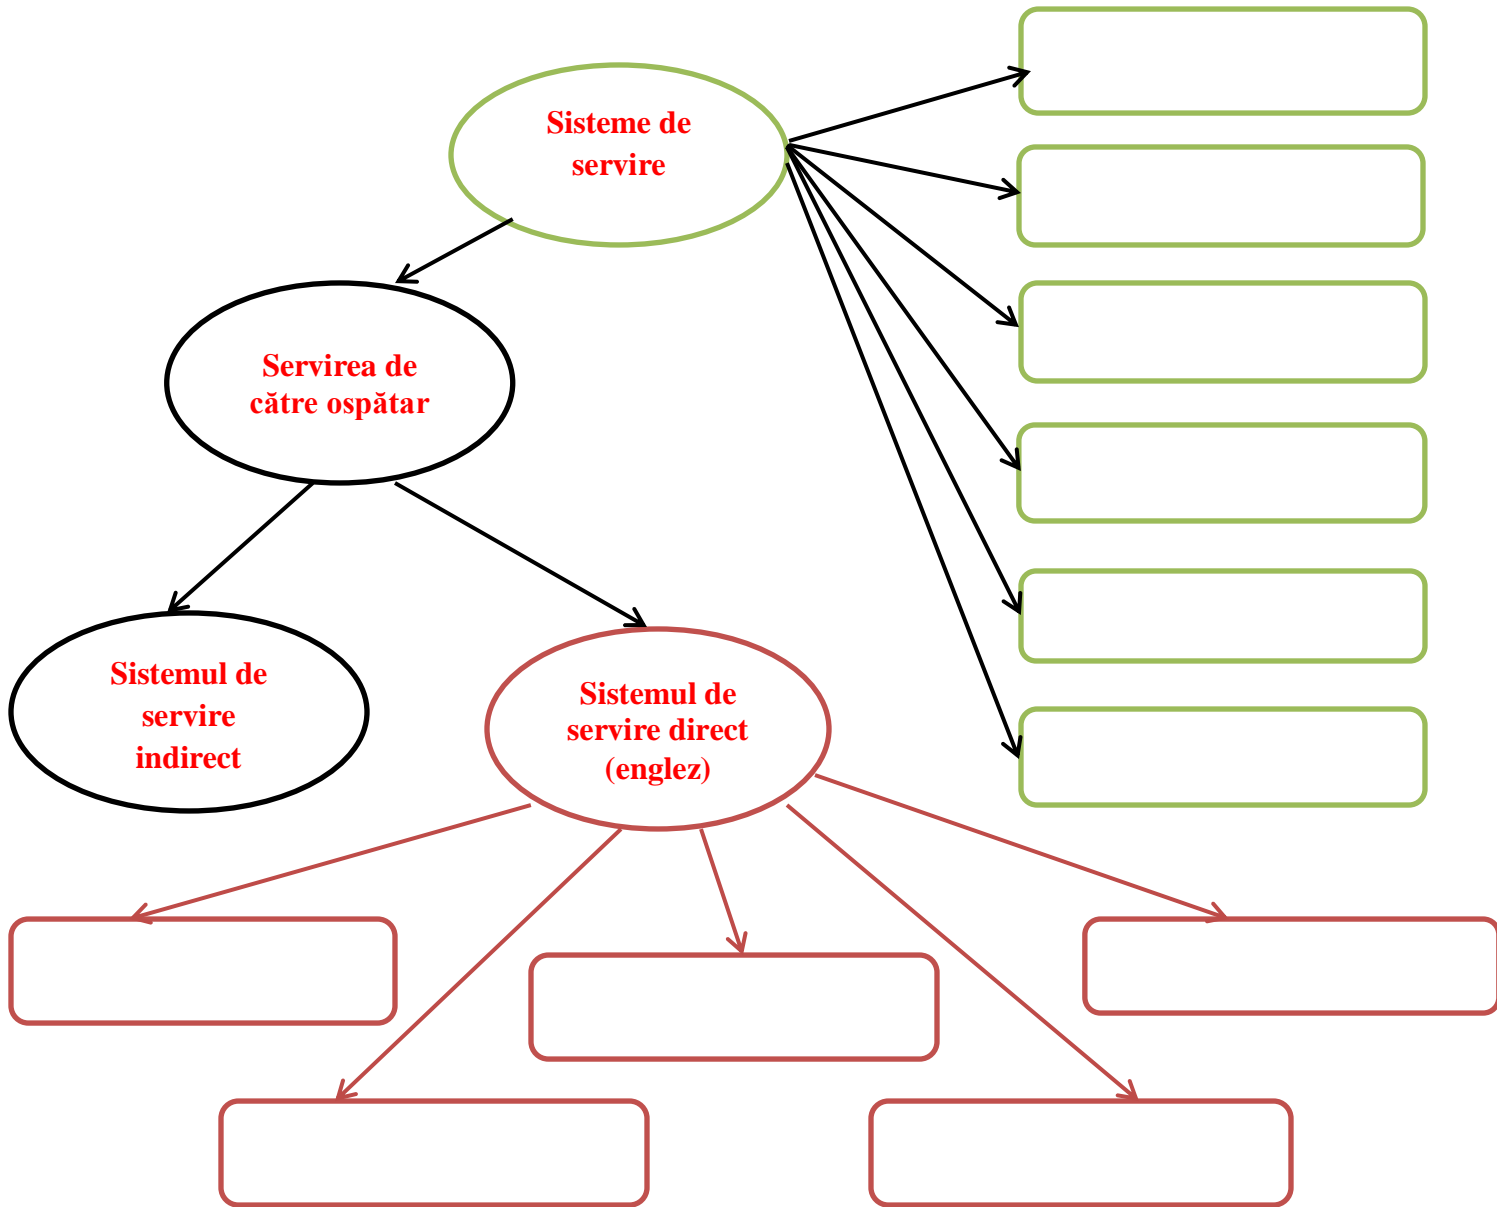 Sisteme de
servire
Servirea de
către ospătar
Sistemul de
servire
indirect
Sistemul de
servire direct
(englez)